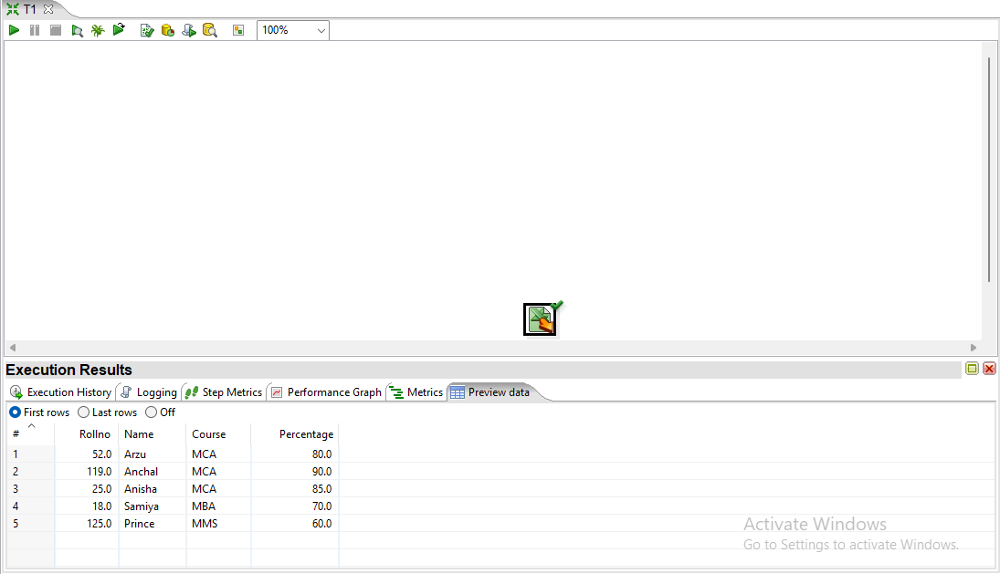 T1
100%
Execution Results
Execution History Logging Step Metrics Performance Graph Metrics Preview data
First rows Last rows Off
# Rollno Name Course Percentage
1 52.0 Arzu MCA 80.0
2 119.0 Anchal MCA 90.0
3 25.0 Anisha MCA 85.0
4 18.0 Samiya MBA 70.0
5 125.0 Prince MMS 60.0
Activate Windows
Go to Settings to activate Windows.